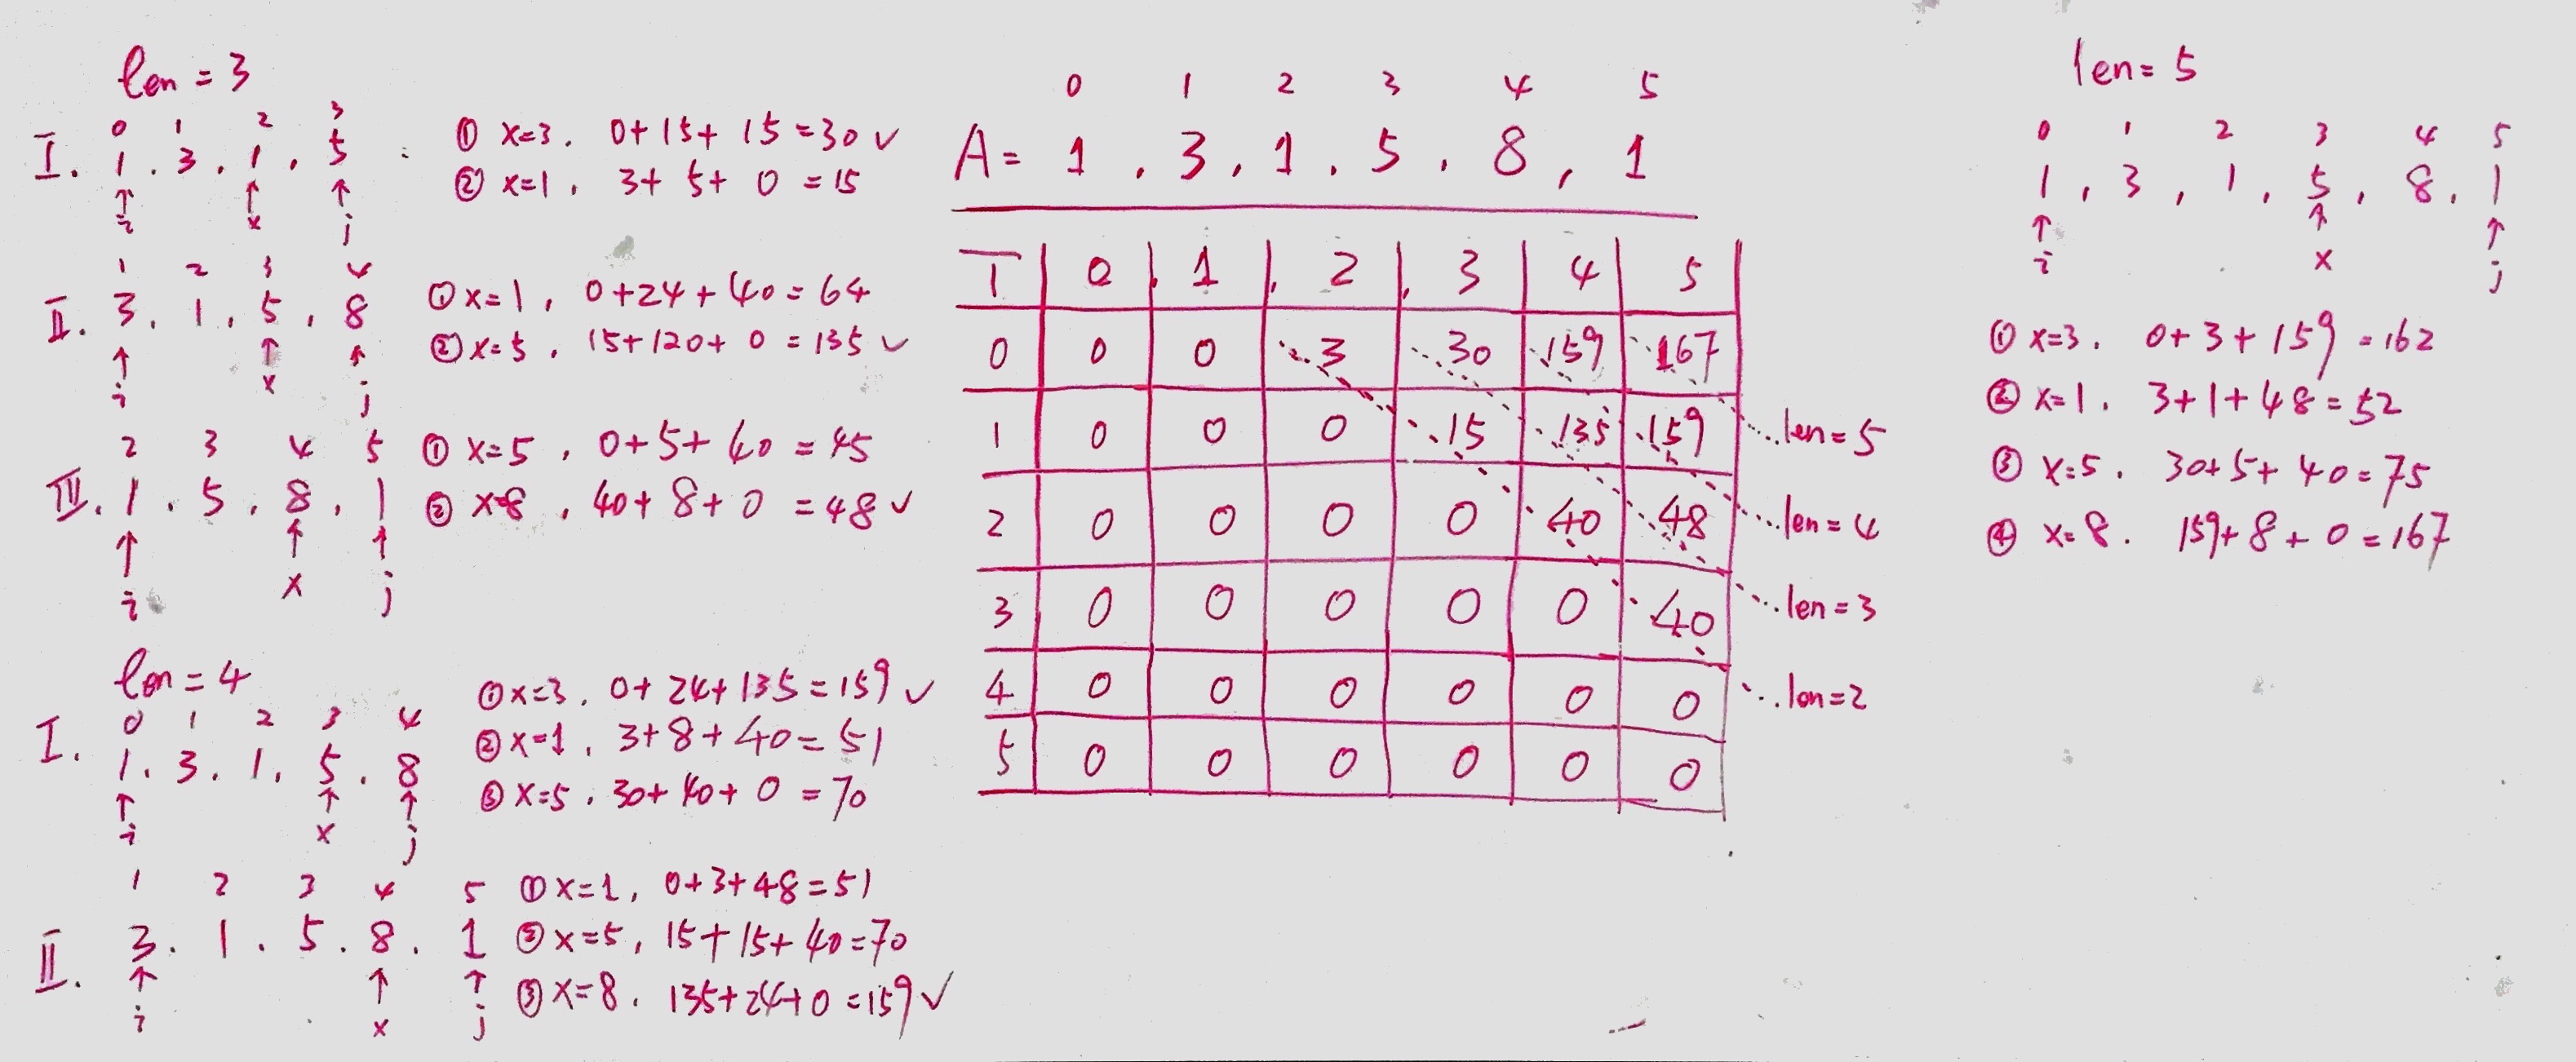 len = 3
0 1 2 3
I. 1 . 3 . 1 . 5 :
↑ ↑ ↑
i x j
① x=3. 0+15+15=30 ✓
② x=1, 3+5+0=15
1 2 3 4
II. 3. 1. 5, 8
↑ ↑ ↑
i x j
① x=1, 0+24+40=64
② x=5, 15+120+0=135 ✓
2 3 4 5
III. 1 . 5 . 8 . 1
↑ ↑ ↑
i x j
① x=5, 0+5+40=45
② x=8, 40+8+0=48 ✓
len = 4
0 1 2 3 4
I. 1. 3. 1, 5. 8
↑ ↑ ↑
i x j
① x=3. 0+24+135=159 ✓
② x=1, 3+8+40=51
③ x=5, 30+40+0=70
1 2 3 4 5
II. 3. 1. 5. 8. 1
↑ ↑ ↑
i x j
① x=1, 0+3+48=51
② x=5, 15+15+40=70
③ x=8. 135+24+0=159 ✓
0 1 2 3 4 5
A= 1 , 3, 1. 5 . 8 , 1
T 0 1 2 3 4 5
0 0 0 3 30 159 167
1 0 0 0 15 135 159 len=5
2 0 0 0 0 40 48 len=4
3 0 0 0 0 0 40 len=3
4 0 0 0 0 0 0 len=2
5 0 0 0 0 0 0
len= 5
0 1 2 3 4 5
1 , 3 , 1 . 5 , 8. 1
↑ ↑ ↑
i x j
① x=3. 0+3+159=162
② x=1. 3+1+48=52
③ x=5. 30+5+40=75
④ x=8. 159+8+0=167